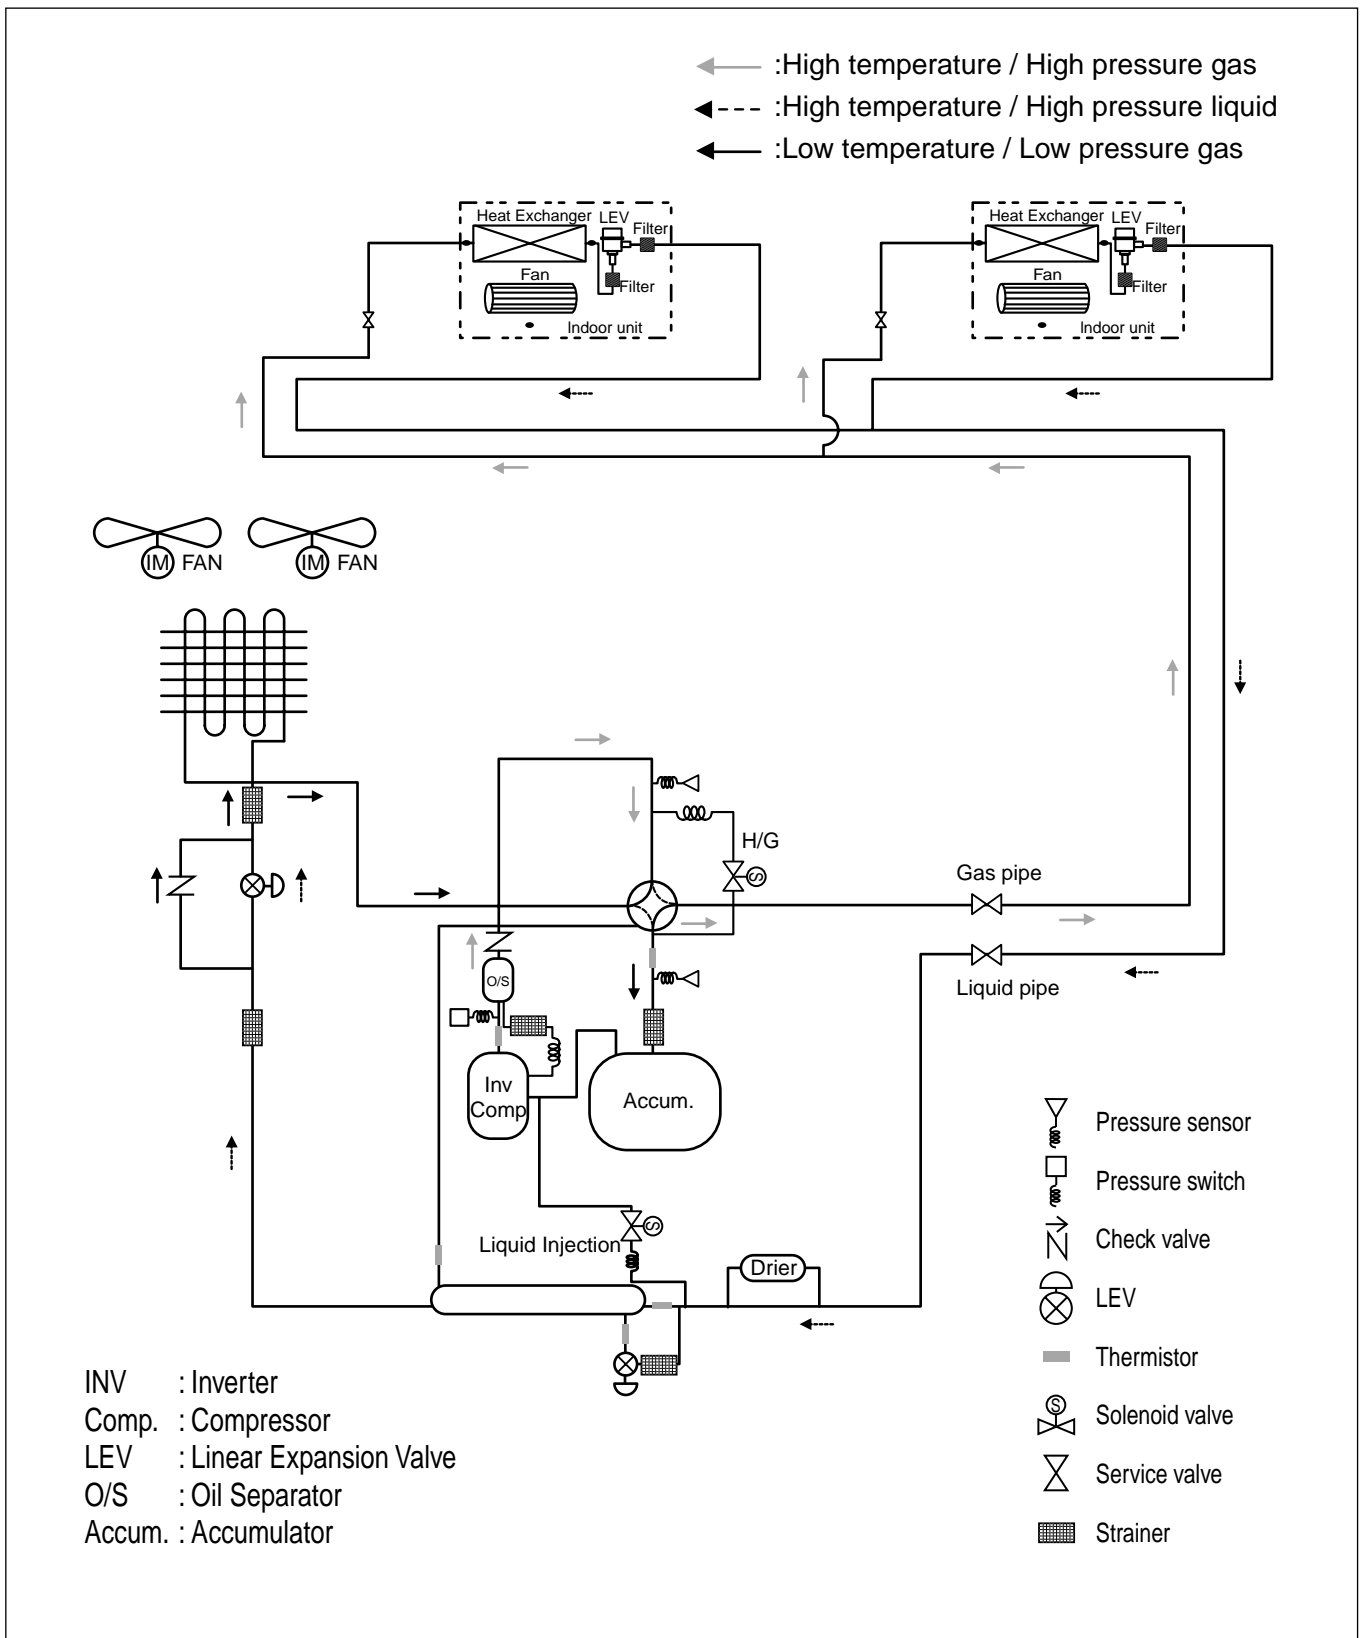 :High temperature / High pressure gas
:High temperature / High pressure liquid
:Low temperature / Low pressure gas
Heat Exchanger LEV
Filter
Fan
Filter
Indoor unit
Heat Exchanger LEV
Filter
Fan
Filter
Indoor unit
IM FAN
IM FAN
H/G
S
Gas pipe
O/S
Liquid pipe
Inv
Comp
Accum.
Pressure sensor
Pressure switch
S
Liquid Injection
Check valve
Drier
LEV
Thermistor
S
Solenoid valve
Service valve
Strainer
INV : Inverter
Comp. : Compressor
LEV : Linear Expansion Valve
O/S : Oil Separator
Accum. : Accumulator